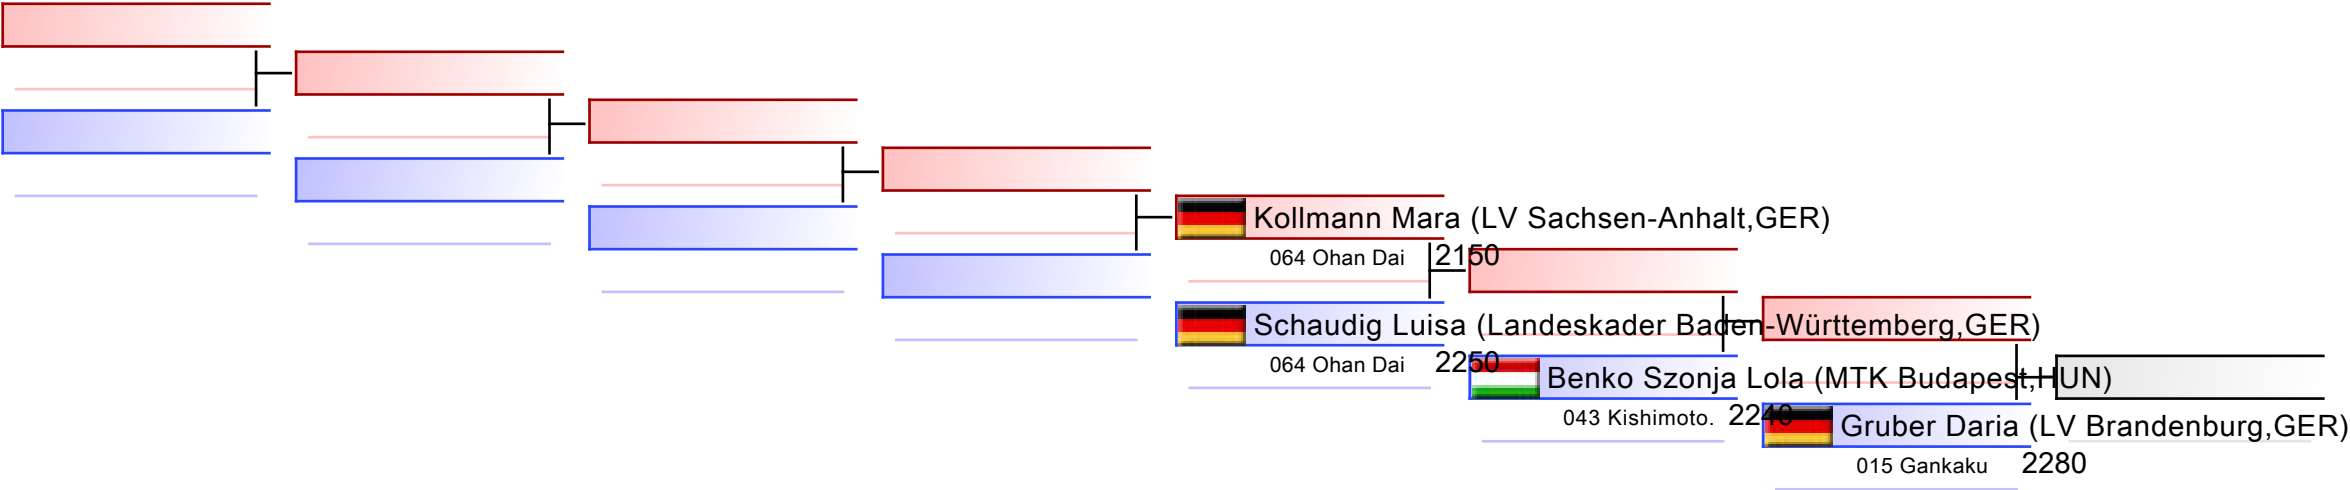 Kollmann Mara (LV Sachsen-Anhalt,GER)
064 Ohan Dai 2150
Schaudig Luisa (Landeskader Baden-Württemberg,GER)
064 Ohan Dai 2250
Benko Szonja Lola (MTK Budapest,HUN)
043 Kishimoto. 2240
Gruber Daria (LV Brandenburg,GER)
015 Gankaku 2280